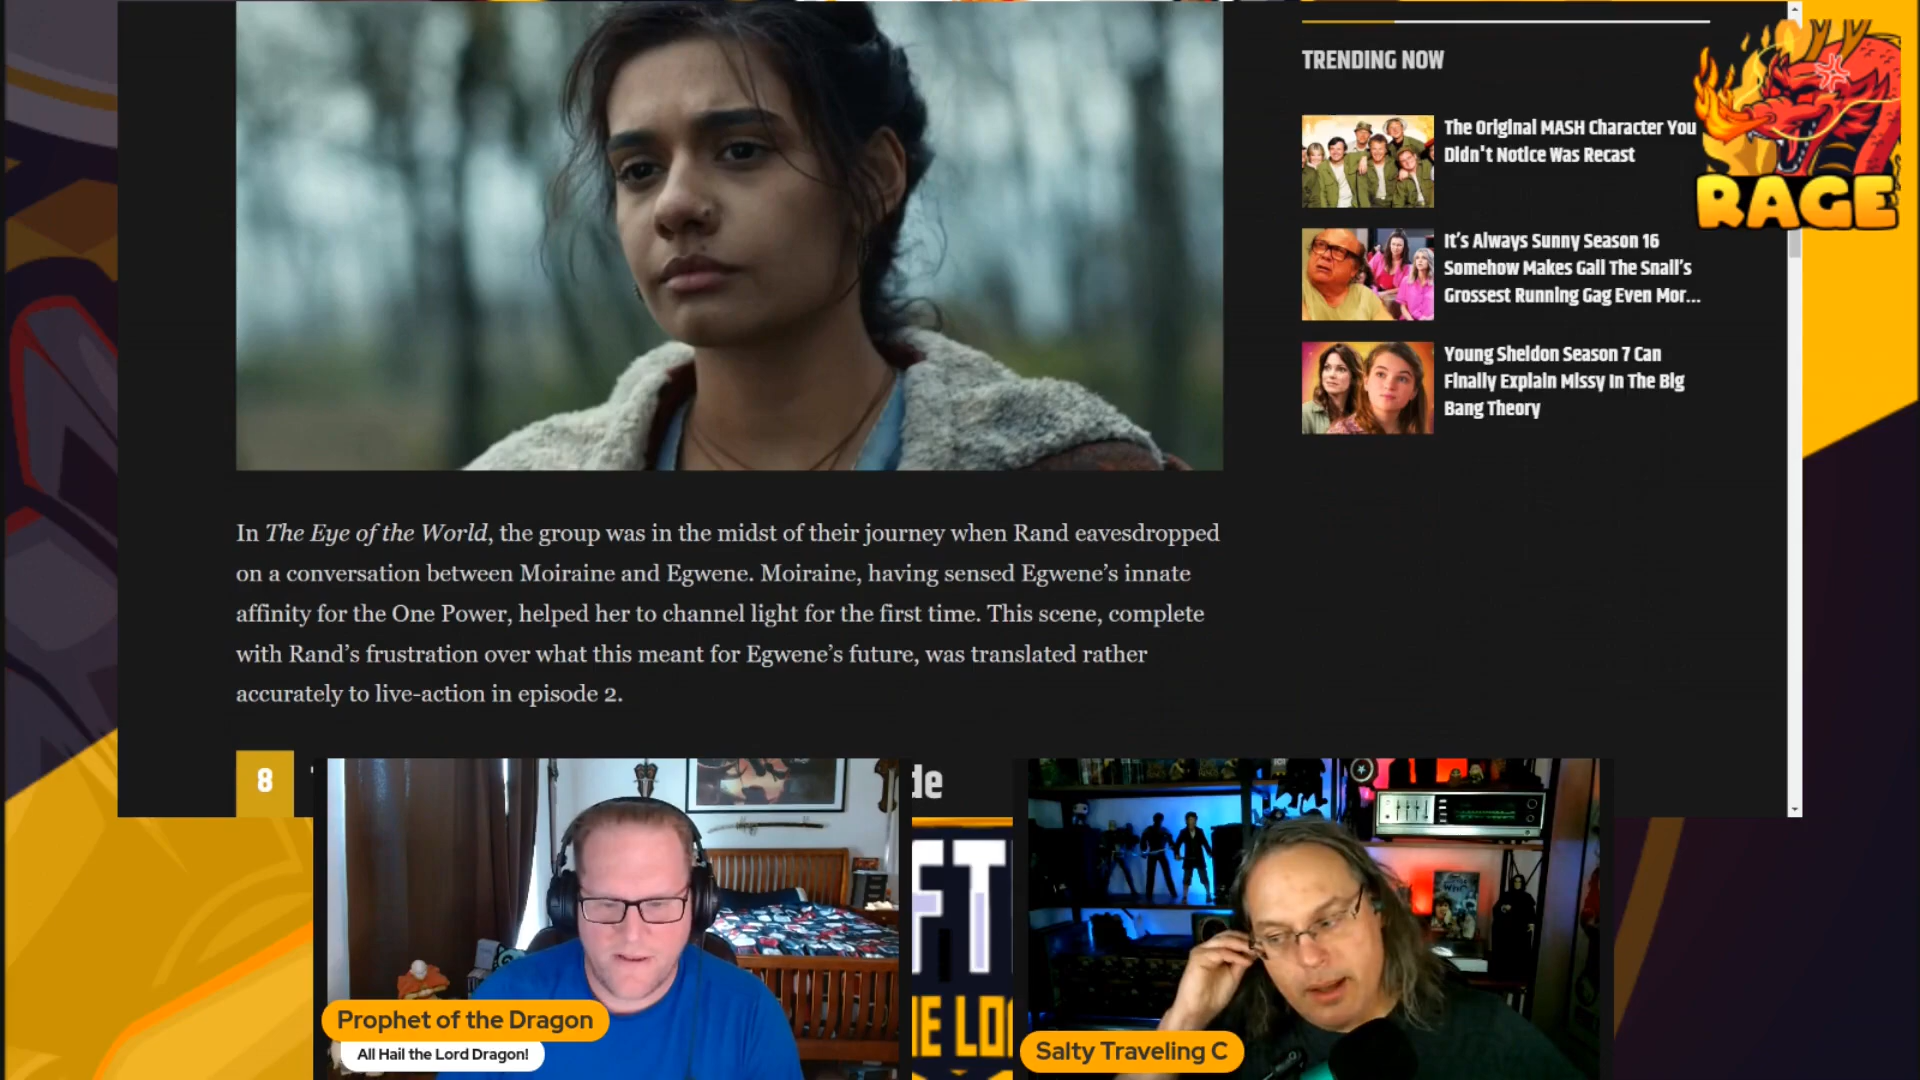 TRENDING NOW
The Original MASH Character You
Didn't Notice Was Recast
It's Always Sunny Season 16
Somehow Makes Gail The Snail's
Grossest Running Gag Even Mor...
Young Sheldon Season 7 Can
Finally Explain Missy In The Big
Bang Theory
RAGE
In The Eye of the World, the group was in the midst of their journey when Rand eavesdropped
on a conversation between Moiraine and Egwene. Moiraine, having sensed Egwene's innate
affinity for the One Power, helped her to channel light for the first time. This scene, complete
with Rand's frustration over what this meant for Egwene's future, was translated rather
accurately to live-action in episode 2.
8
de
FT
E LO
Prophet of the Dragon
All Hail the Lord Dragon!
Salty Traveling C